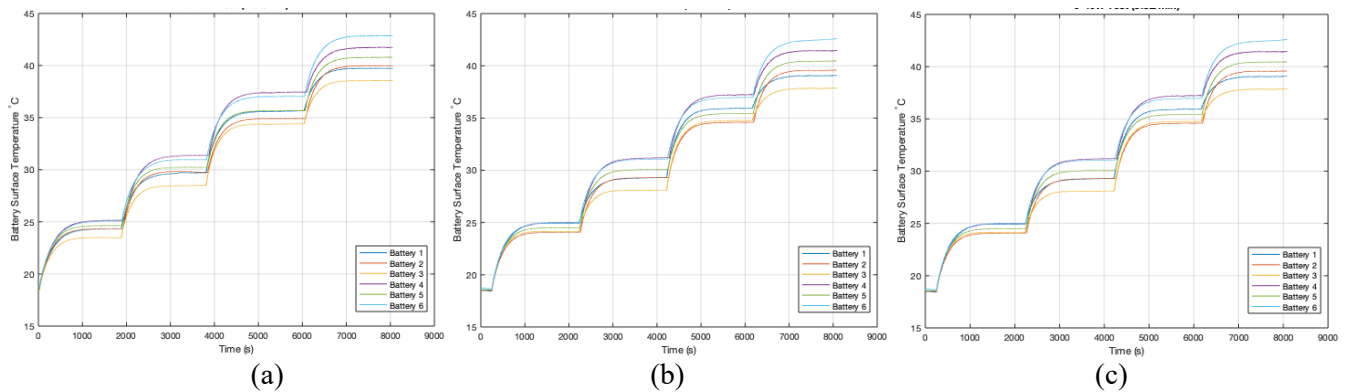 Battery Surface Temperature °C
45
40
35
30
25
20
15
0
1000
2000
3000
4000
5000
6000
7000
8000
9000
Time (s)
Battery 1
Battery 2
Battery 3
Battery 4
Battery 5
Battery 6
(a)
Battery Surface Temperature °C
45
40
35
30
25
20
15
0
1000
2000
3000
4000
5000
6000
7000
8000
9000
Time (s)
Battery 1
Battery 2
Battery 3
Battery 4
Battery 5
Battery 6
(b)
Battery Surface Temperature °C
45
40
35
30
25
20
15
0
1000
2000
3000
4000
5000
6000
7000
8000
9000
Time (s)
Battery 1
Battery 2
Battery 3
Battery 4
Battery 5
Battery 6
(c)